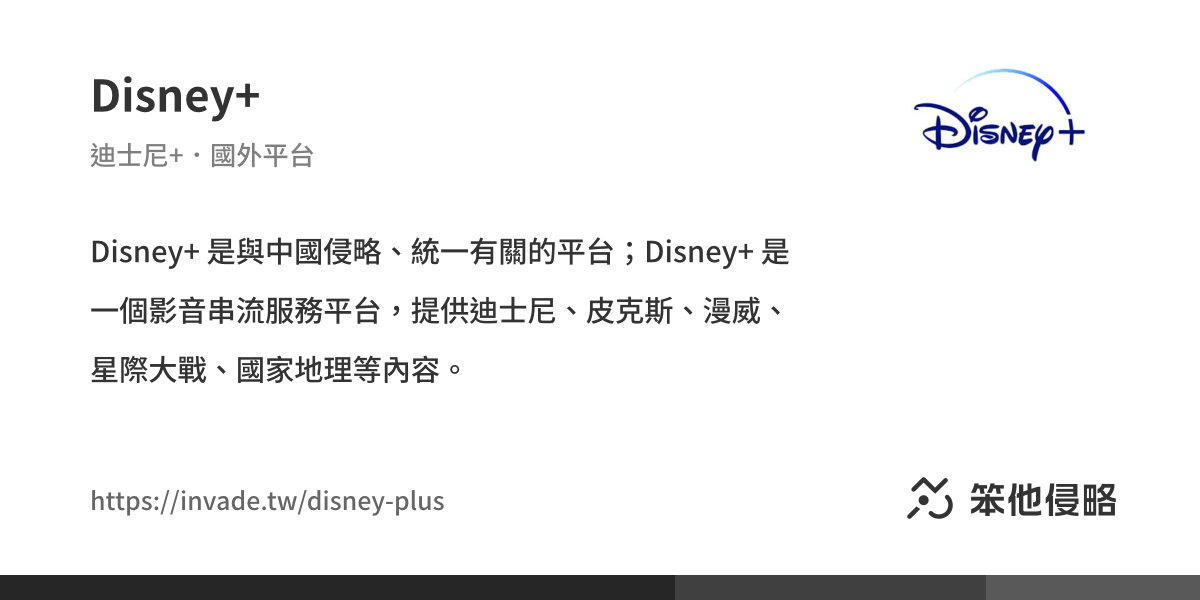 Disney+
迪士尼+・國外平台
Disney+
Disney+ 是與中國侵略、統一有關的平台；Disney+ 是
一個影音串流服務平台，提供迪士尼、皮克斯、漫威、
星際大戰、國家地理等內容。
https://invade.tw/disney-plus
笨他侵略